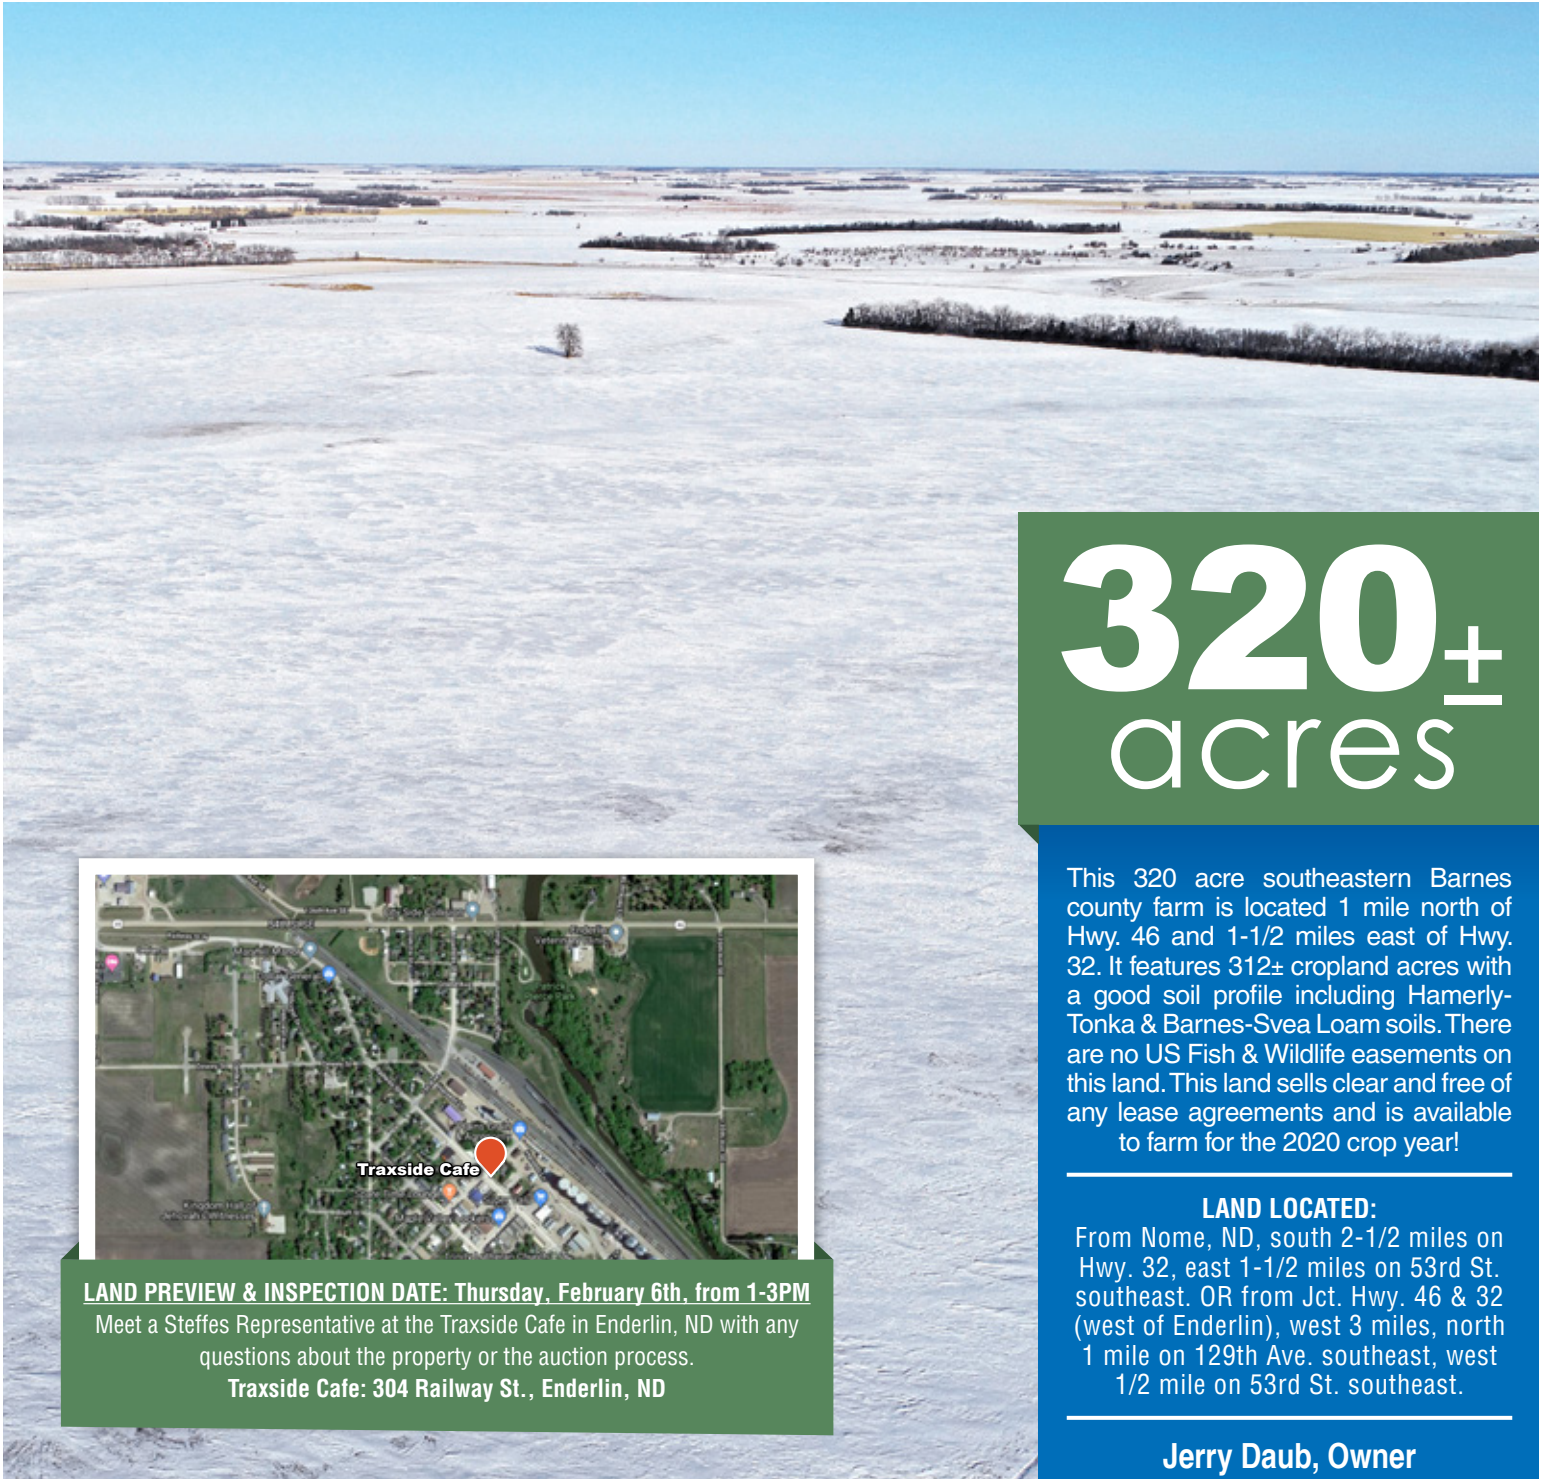 320±
acres
This 320 acre southeastern Barnes
county farm is located 1 mile north of
Hwy. 46 and 1-1/2 miles east of Hwy.
32. It features 312± cropland acres with
a good soil profile including Hamerly-
Tonka & Barnes-Svea Loam soils. There
are no US Fish & Wildlife easements on
this land. This land sells clear and free of
any lease agreements and is available
to farm for the 2020 crop year!
LAND LOCATED:
From Nome, ND, south 2-1/2 miles on
Hwy. 32, east 1-1/2 miles on 53rd St.
southeast. OR from Jct. Hwy. 46 & 32
(west of Enderlin), west 3 miles, north
1 mile on 129th Ave. southeast, west
1/2 mile on 53rd St. southeast.
Jerry Daub, Owner
Traxside Cafe
Kingdom Hall of
Jehovah's Witnesses
LAND PREVIEW & INSPECTION DATE: Thursday, February 6th, from 1-3PM
Meet a Steffes Representative at the Traxside Cafe in Enderlin, ND with any
questions about the property or the auction process.
Traxside Cafe: 304 Railway St., Enderlin, ND